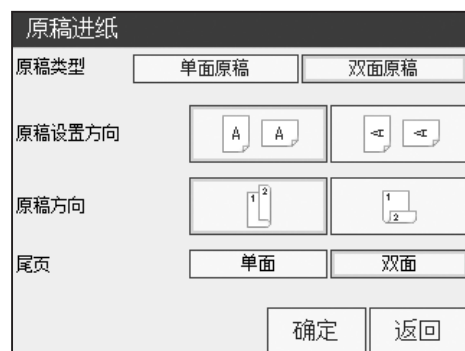 原稿进纸
原稿类型 单面原稿 双面原稿
原稿设置方向 A A A A
原稿方向 1 2 1 2
尾页 单面 双面
确定 返回